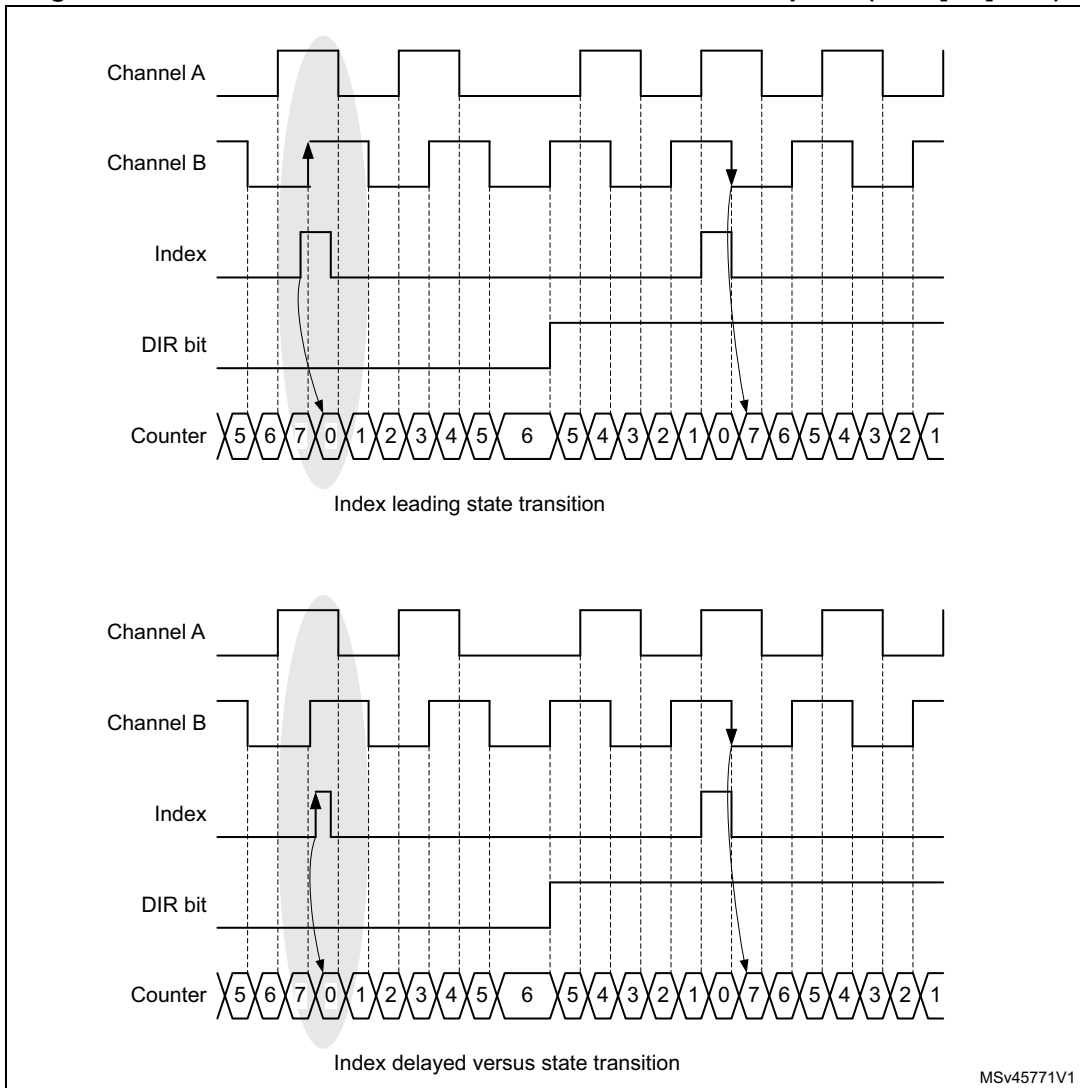 Channel A
Channel B
Index
DIR bit
Counter 5 6 7 0 1 2 3 4 5 6 5 4 3 2 1 0 7 6 5 4 3 2 1
Index leading state transition
Channel A
Channel B
Index
DIR bit
Counter 5 6 7 0 1 2 3 4 5 6 5 4 3 2 1 0 7 6 5 4 3 2 1
Index delayed versus state transition
MSv45771V1